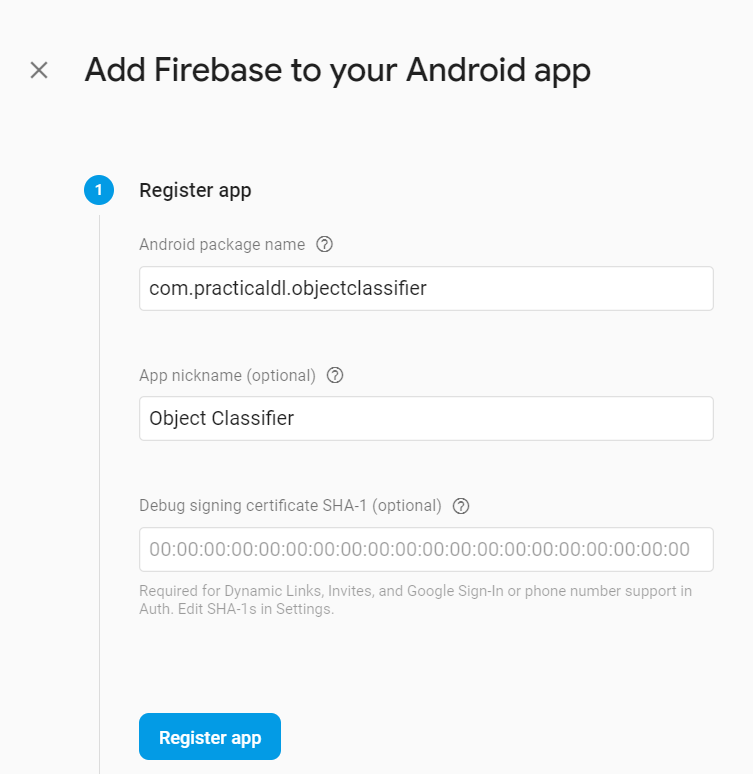 Add Firebase to your Android app
1 Register app
Android package name ?
com.practicaldl.objectclassifier
App nickname (optional) ?
Object Classifier
Debug signing certificate SHA-1 (optional) ?
00:00:00:00:00:00:00:00:00:00:00:00:00:00:00:00:00:00:00:00
Required for Dynamic Links, Invites, and Google Sign-In or phone number support in
Auth. Edit SHA-1s in Settings.
Register app